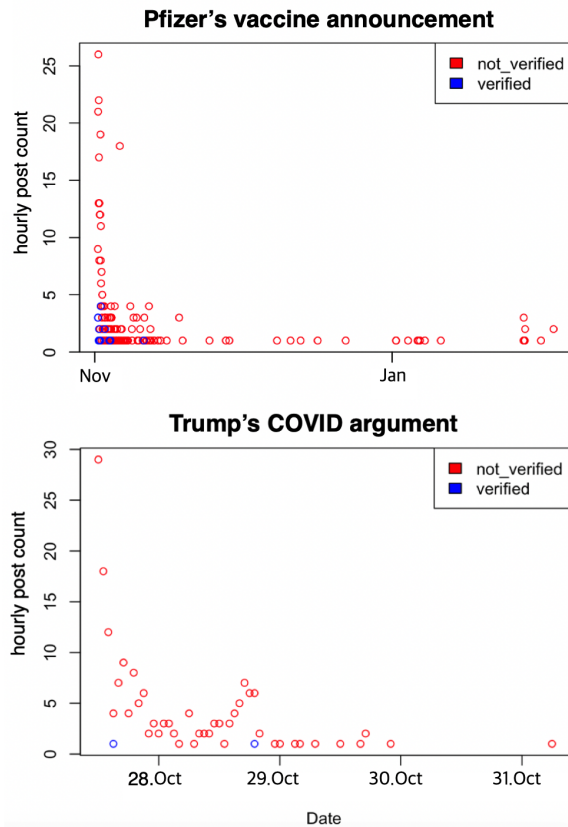 Pfizer’s vaccine announcement
not_verified
verified
hourly post count
25
20
15
10
5
0
Nov
Jan
Trump’s COVID argument
not_verified
verified
hourly post count
30
25
20
15
10
5
0
28.Oct
29.Oct
30.Oct
31.Oct
Date